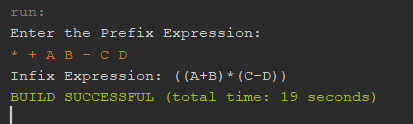 run:
Enter the Prefix Expression:
* + A B - C D
Infix Expression: ((A+B)*(C-D))
BUILD SUCCESSFUL (total time: 19 seconds)